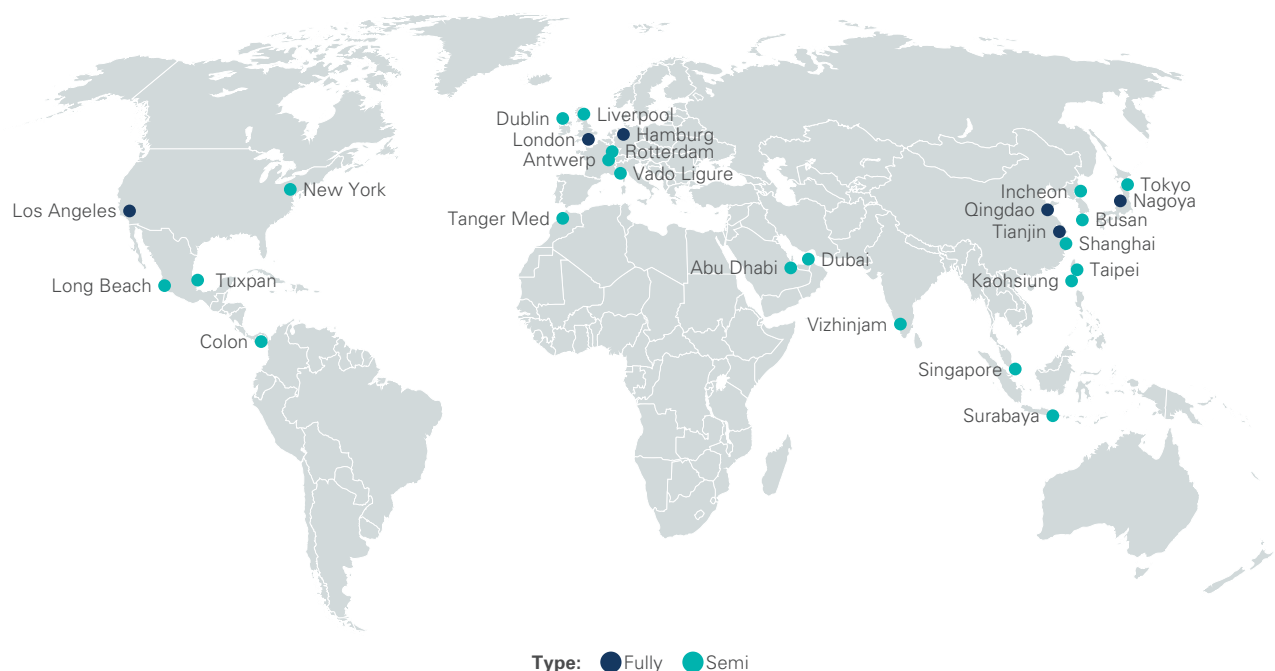 Dublin
Liverpool
London
Hamburg
Rotterdam
Antwerp
Vado Ligure
New York
Los Angeles
Tanger Med
Tokyo
Incheon
Nagoya
Qingdao
Busan
Tianjin
Shanghai
Dubai
Abu Dhabi
Taipei
Kaohsiung
Long Beach
Tuxpan
Vizhinjam
Colon
Singapore
Surabaya
Type: Fully Semi